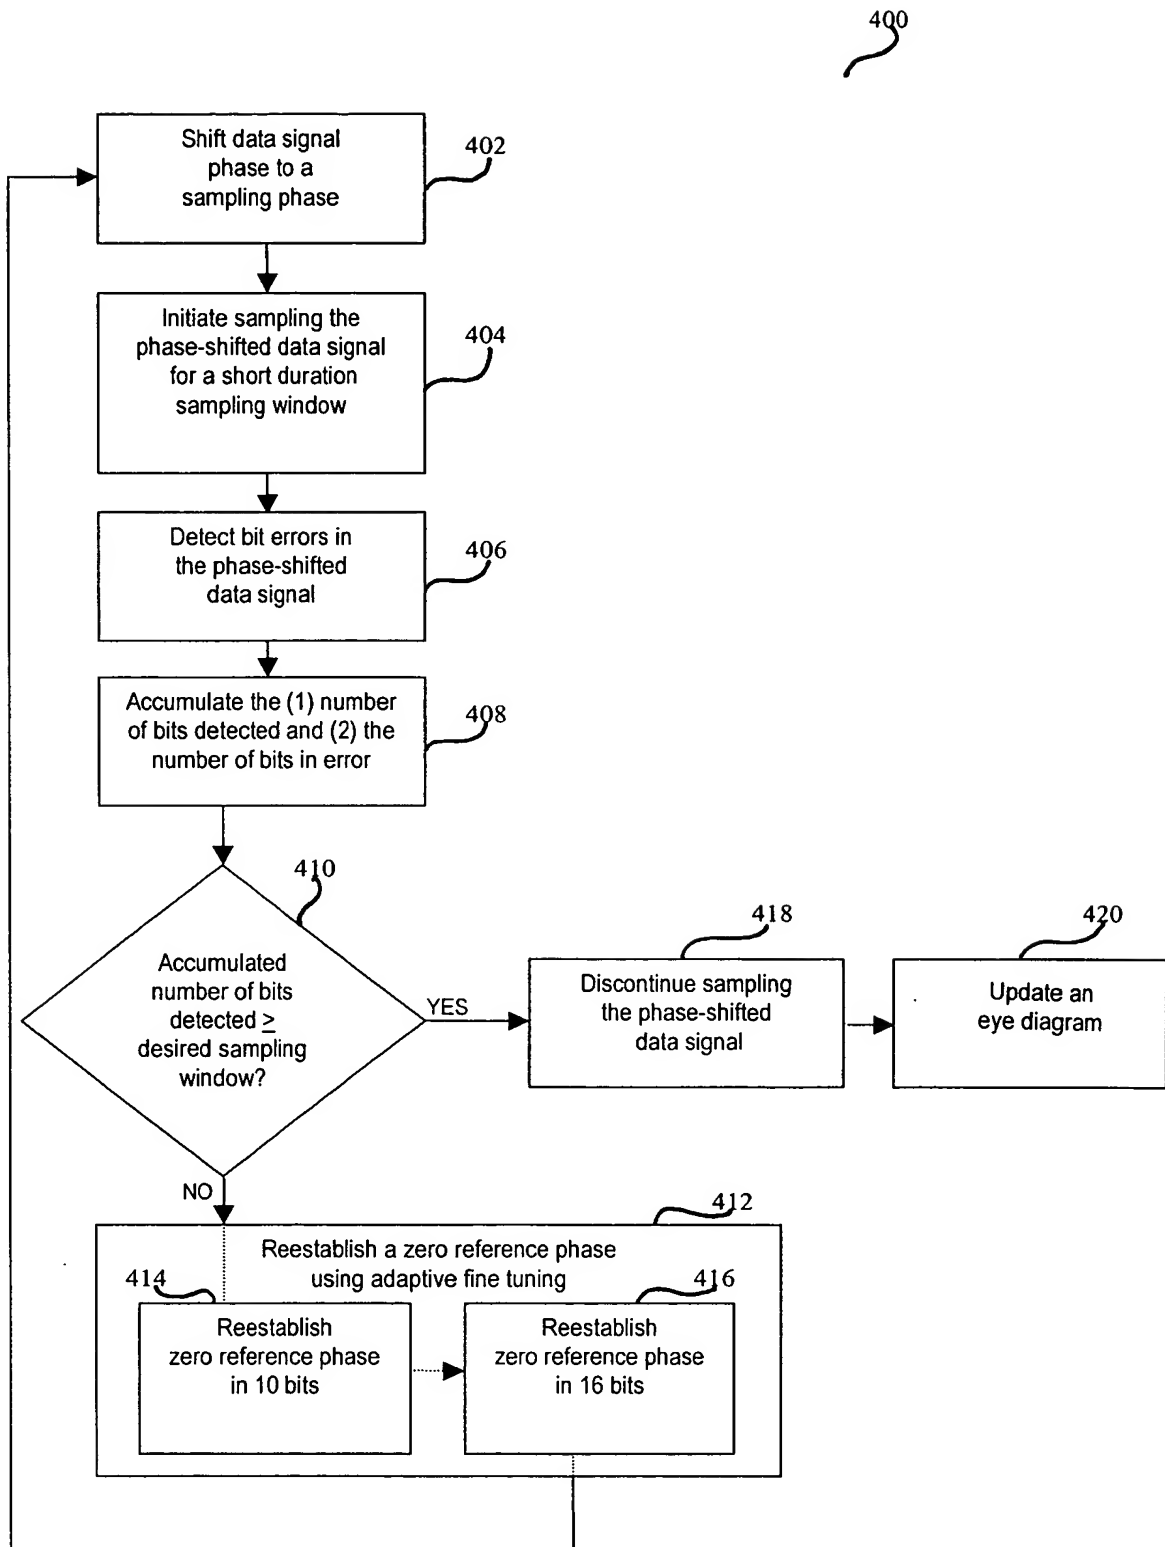 400
Shift data signal
phase to a
sampling phase
402
Initiate sampling the
phase-shifted data signal
for a short duration
sampling window
404
Detect bit errors in
the phase-shifted
data signal
406
Accumulate the (1) number
of bits detected and (2) the
number of bits in error
408
410
Accumulated
number of bits
detected ≥
desired sampling
window?
YES
418
Discontinue sampling
the phase-shifted
data signal
420
Update an
eye diagram
NO
412
Reestablish a zero reference phase
using adaptive fine tuning
414
Reestablish
zero reference phase
in 10 bits
416
Reestablish
zero reference phase
in 16 bits